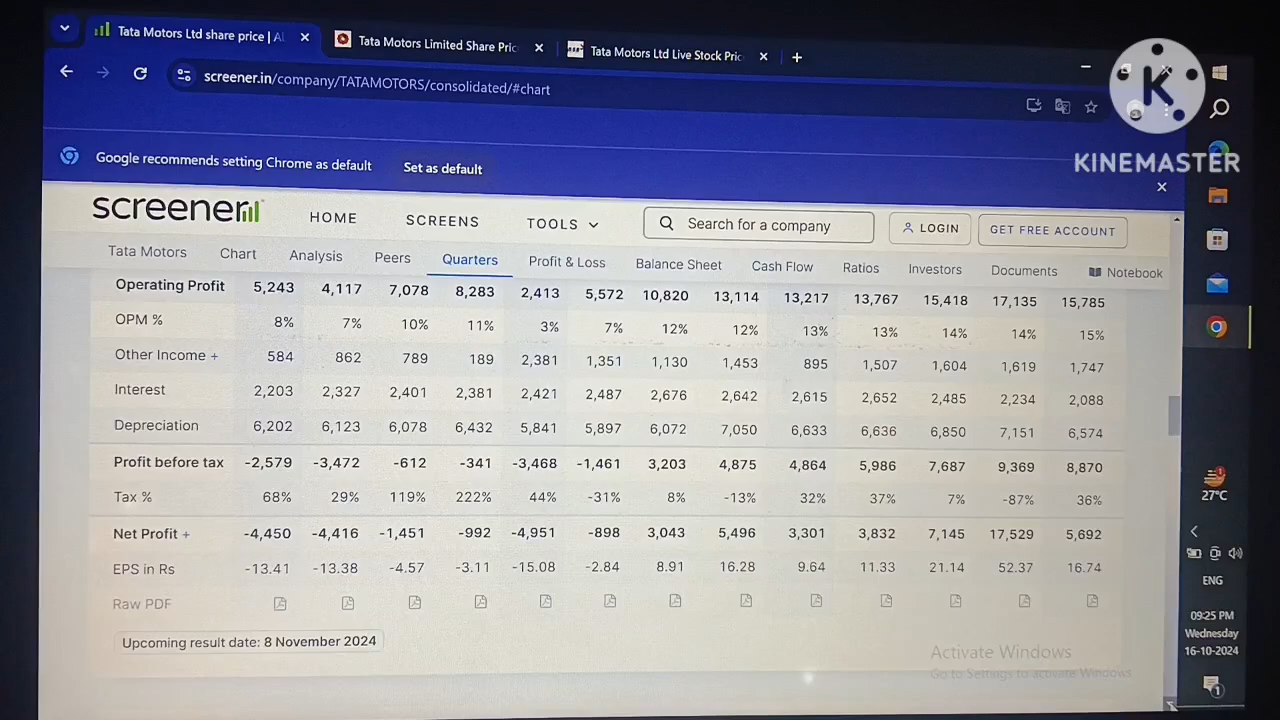 Tata Motors Ltd share price | Al
Tata Motors Limited Share Pric
Tata Motors Ltd Live Stock Pric
screener.in/company/TATAMOTORS/consolidated/#chart
K
KINEMASTER
Google recommends setting Chrome as default Set as default
screener
HOME SCREENS TOOLS Search for a company LOGIN GET FREE ACCOUNT
Tata Motors Chart Analysis Peers Quarters Profit & Loss Balance Sheet Cash Flow Ratios Investors Documents Notebook
Operating Profit 5,243 4,117 7,078 8,283 2,413 5,572 10,820 13,114 13,217 13,767 15,418 17,135 15,785
OPM % 8% 7% 10% 11% 3% 7% 12% 12% 13% 13% 14% 14% 15%
Other Income + 584 862 789 189 2,381 1,351 1,130 1,453 895 1,507 1,604 1,619 1,747
Interest 2,203 2,327 2,401 2,381 2,421 2,487 2,676 2,642 2,615 2,652 2,485 2,234 2,088
Depreciation 6,202 6,123 6,078 6,432 5,841 5,897 6,072 7,050 6,633 6,636 6,850 7,151 6,574
Profit before tax -2,579 -3,472 -612 -341 -3,468 -1,461 3,203 4,875 4,864 5,986 7,687 9,369 8,870
Tax % 68% 29% 119% 222% 44% -31% 8% -13% 32% 37% 7% -87% 36%
Net Profit + -4,450 -4,416 -1,451 -992 -4,951 -898 3,043 5,496 3,301 3,832 7,145 17,529 5,692
EPS in Rs -13.41 -13.38 -4.57 -3.11 -15.08 -2.84 8.91 16.28 9.64 11.33 21.14 52.37 16.74
Raw PDF
Upcoming result date: 8 November 2024
Activate Windows
Go to Settings to activate Windows.
27°C
ENG
09:25 PM
Wednesday
16-10-2024
1